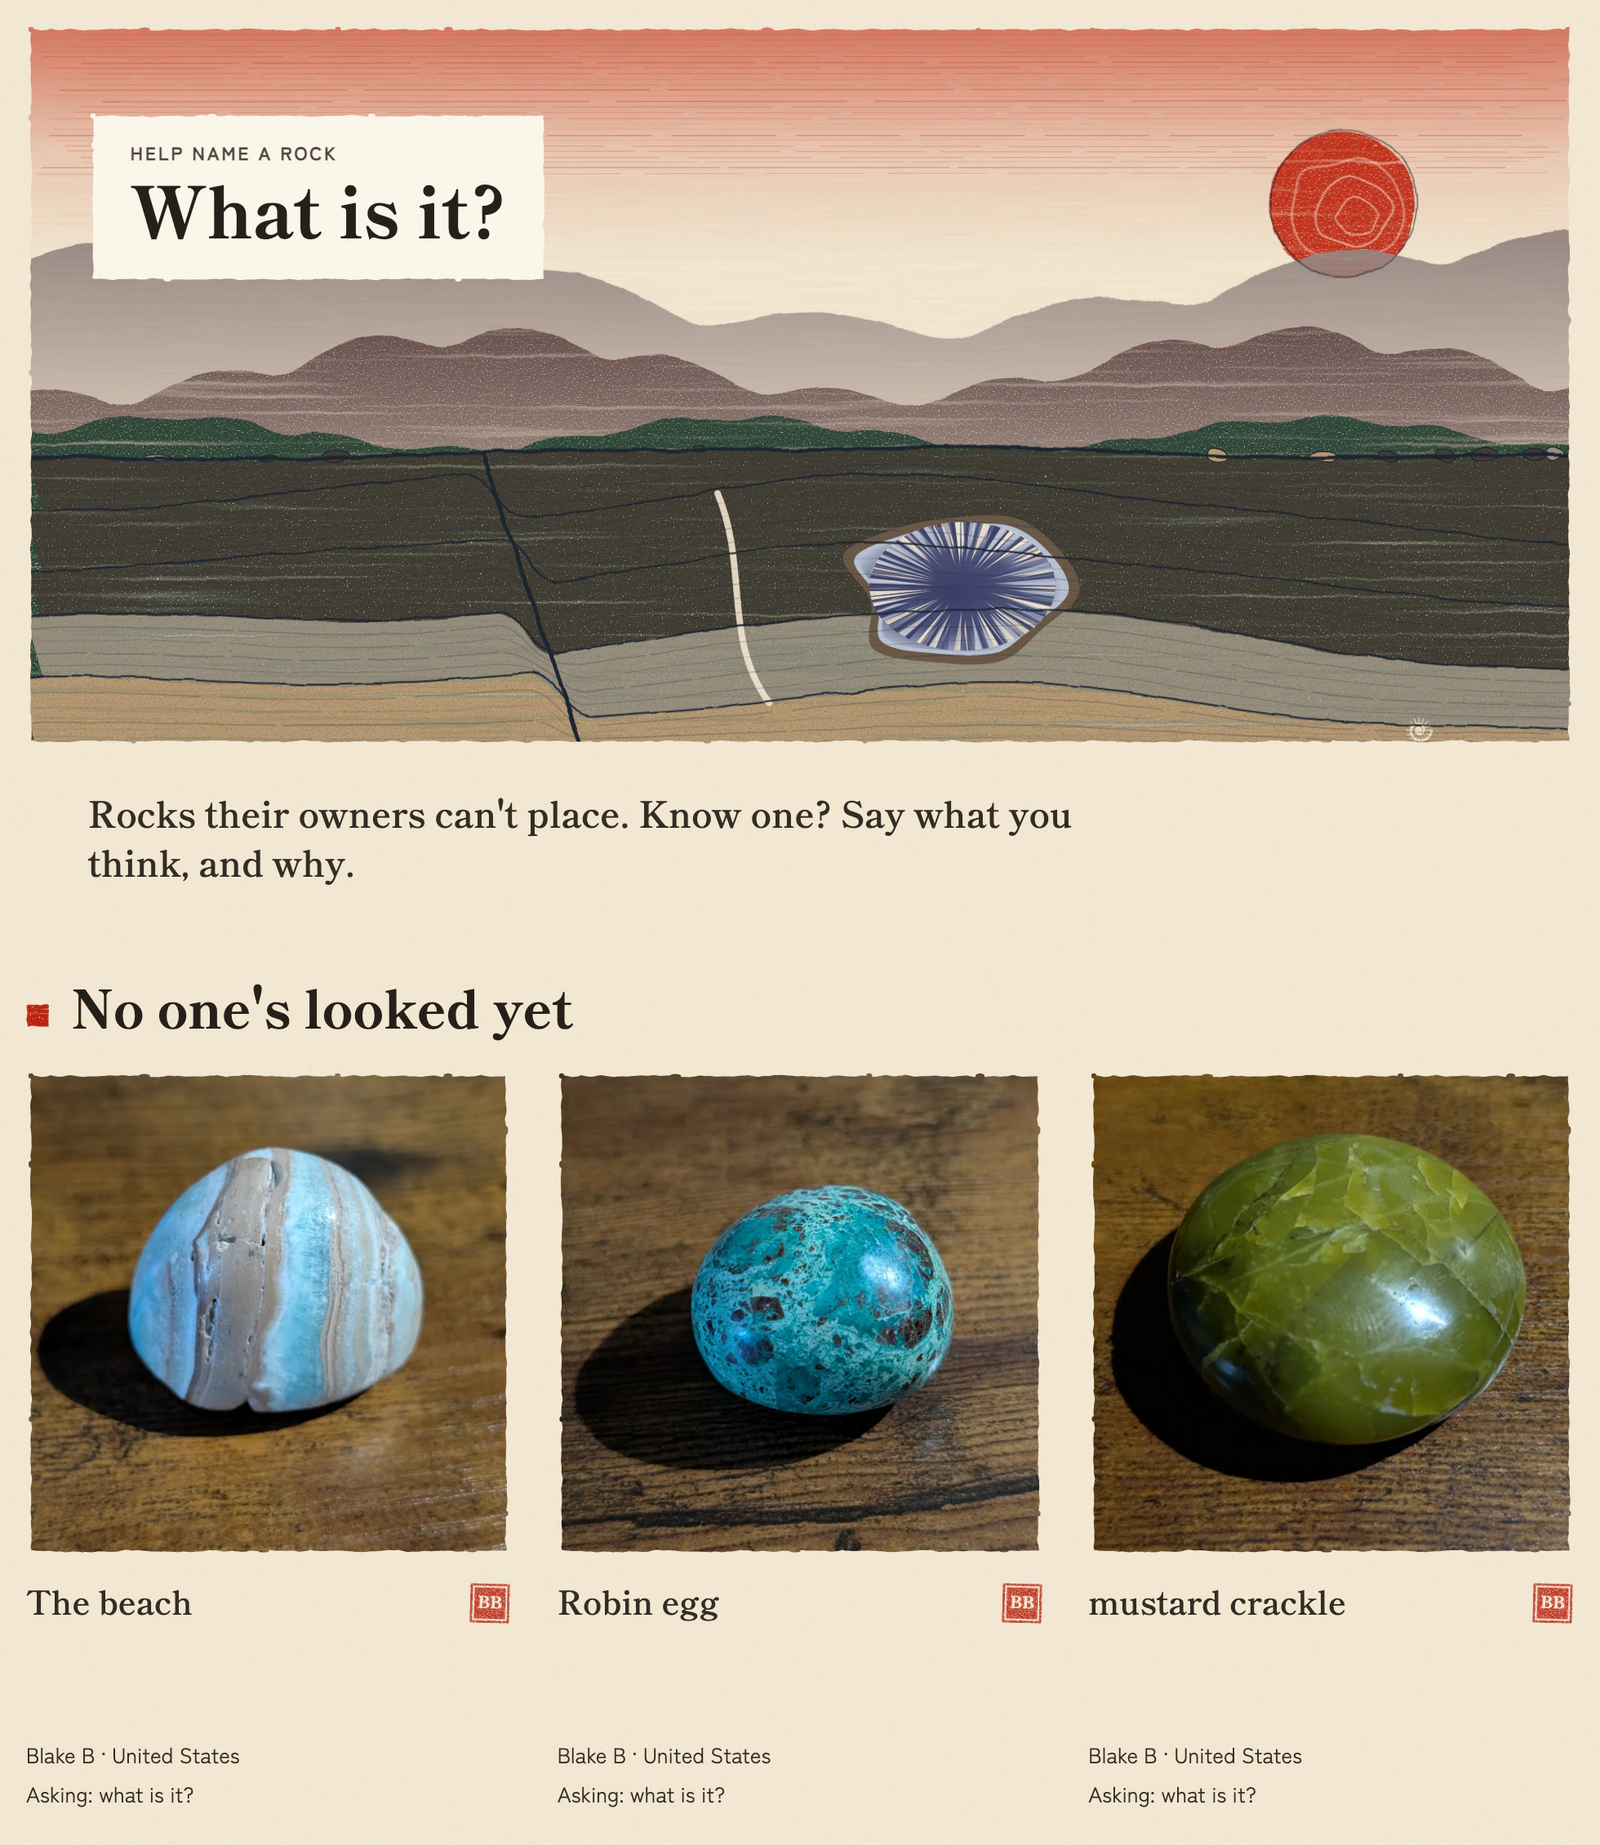 HELP NAME A ROCK
What is it?
Rocks their owners can't place. Know one? Say what you
think, and why.
No one's looked yet
The beach
BB
Robin egg
BB
mustard crackle
BB
Blake B · United States
Asking: what is it?
Blake B · United States
Asking: what is it?
Blake B · United States
Asking: what is it?